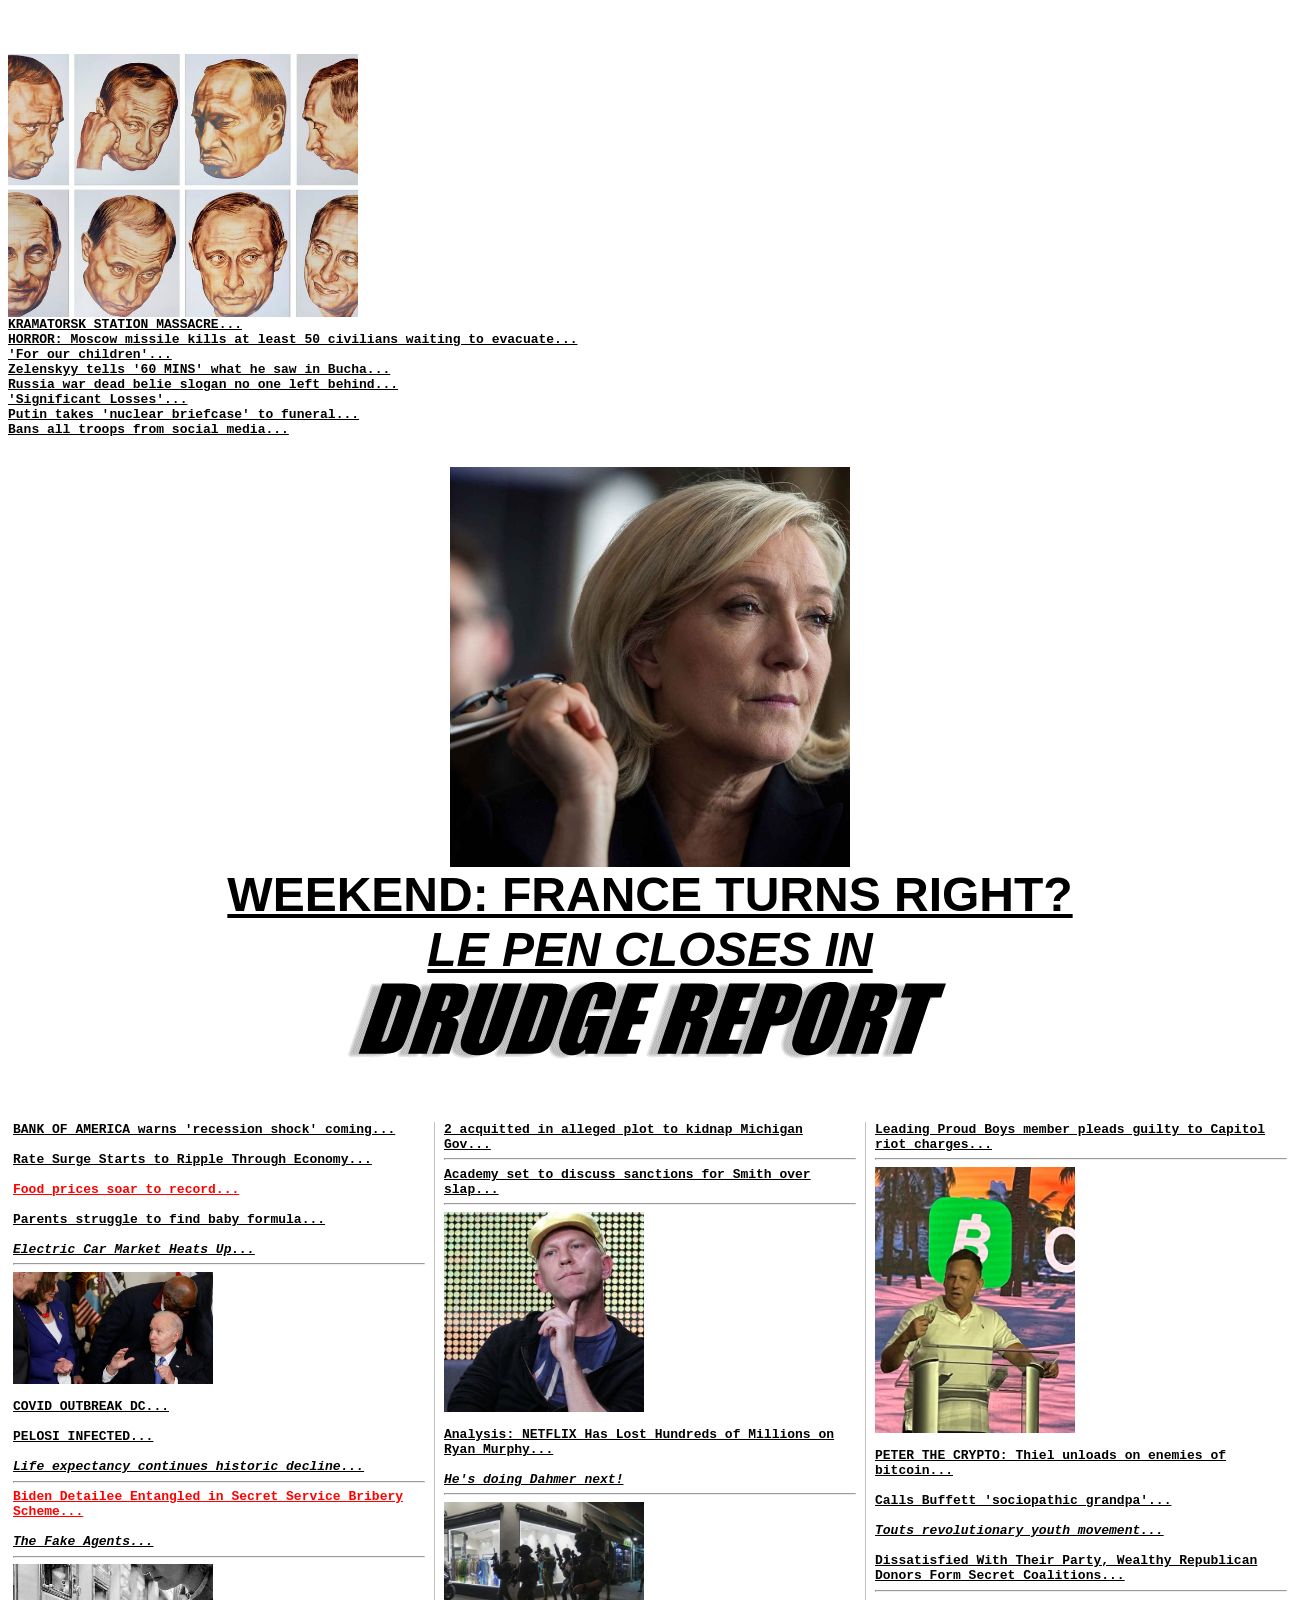 KRAMATORSK STATION MASSACRE...
HORROR: Moscow missile kills at least 50 civilians waiting to evacuate...
'For our children'...
Zelenskyy tells '60 MINS' what he saw in Bucha...
Russia war dead belie slogan no one left behind...
'Significant Losses'...
Putin takes 'nuclear briefcase' to funeral...
Bans all troops from social media...
WEEKEND: FRANCE TURNS RIGHT?
LE PEN CLOSES IN
DRUDGE REPORT
BANK OF AMERICA warns 'recession shock' coming...
Rate Surge Starts to Ripple Through Economy...
Food prices soar to record...
Parents struggle to find baby formula...
Electric Car Market Heats Up...
COVID OUTBREAK DC...
PELOSI INFECTED...
Life expectancy continues historic decline...
Biden Detailee Entangled in Secret Service Bribery
Scheme...
The Fake Agents...
2 acquitted in alleged plot to kidnap Michigan
Gov...
Academy set to discuss sanctions for Smith over
slap...
Analysis: NETFLIX Has Lost Hundreds of Millions on
Ryan Murphy...
He's doing Dahmer next!
Leading Proud Boys member pleads guilty to Capitol
riot charges...
PETER THE CRYPTO: Thiel unloads on enemies of
bitcoin...
Calls Buffett 'sociopathic grandpa'...
Touts revolutionary youth movement...
Dissatisfied With Their Party, Wealthy Republican
Donors Form Secret Coalitions...